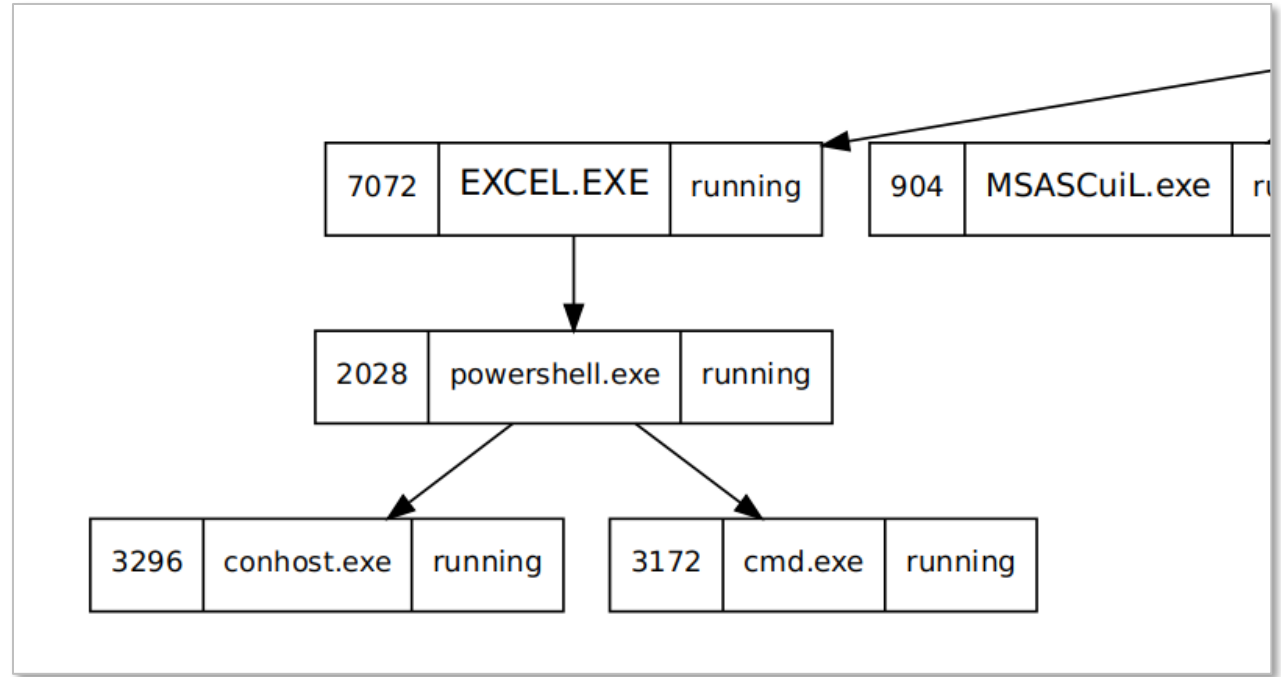 7072 EXCEL.EXE running 904 MSASCuiL.exe
2028 powershell.exe running
3296 conhost.exe running 3172 cmd.exe running